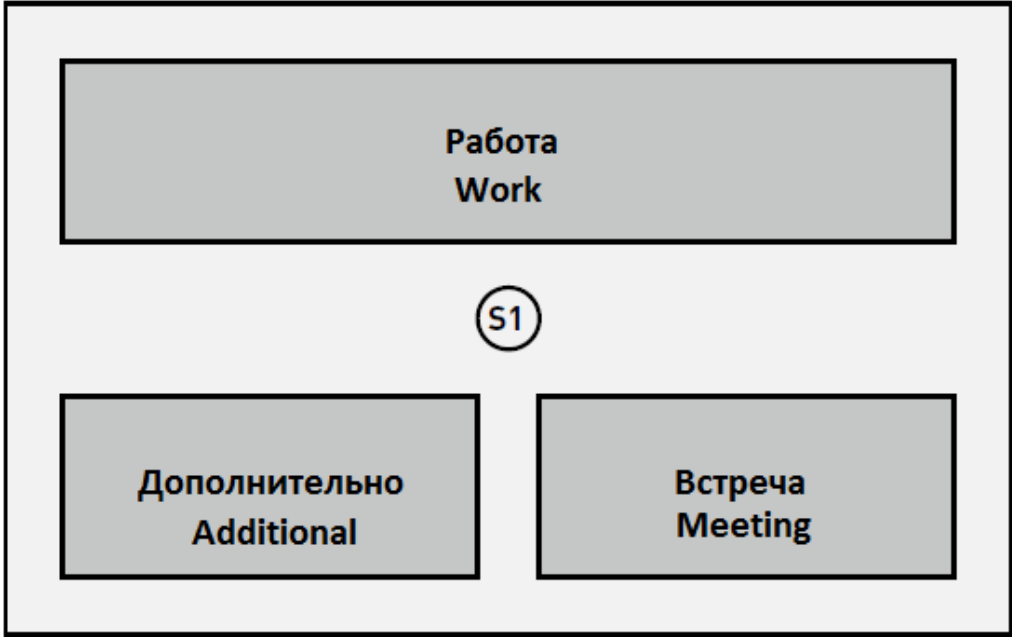 Работа
Work
S1
Дополнительно
Additional
Встреча
Meeting